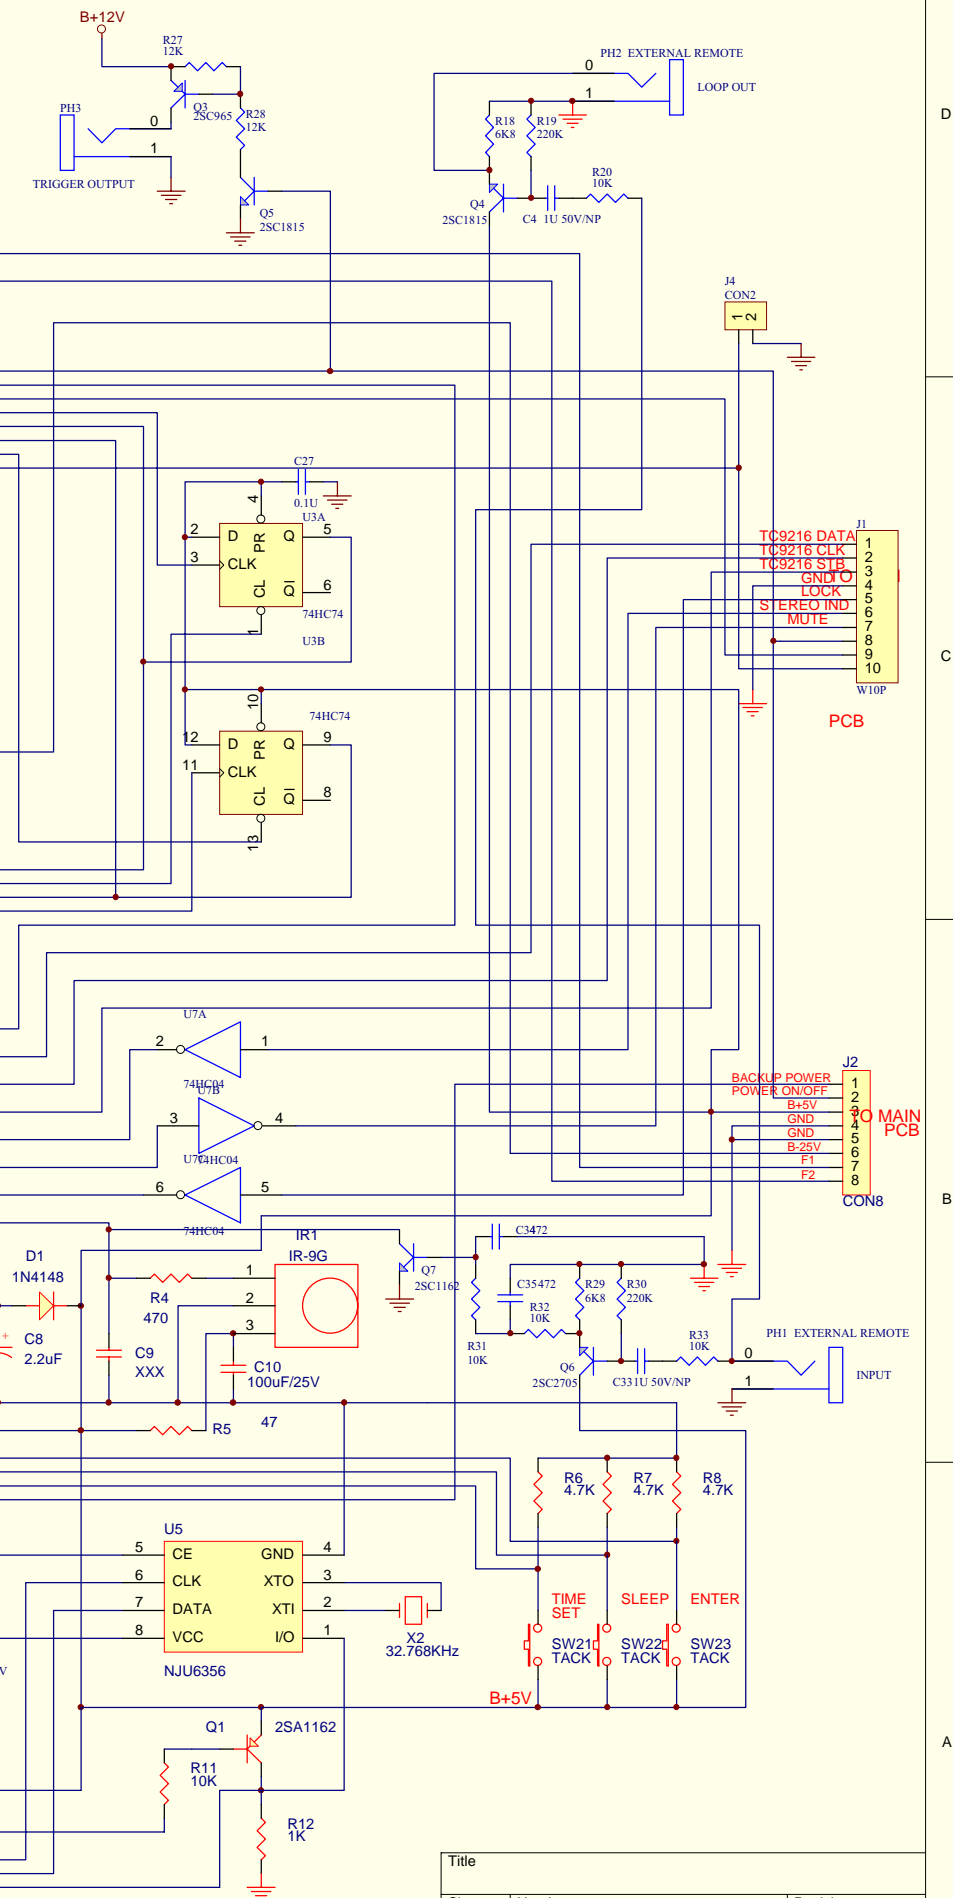 B+12V
R27
12K
PH2 EXTERNAL REMOTE
0
1
LOOP OUT
D
PH3
Q3
2SC965
R28
12K
0
1
R18
6K8
R19
220K
TRIGGER OUTPUT
R20
10K
Q4
2SC1815
C4 1U 50V/NP
Q5
2SC1815
J4
CON2
1
2
C27
0.1U
U3A
4
2
D
PR
Q
5
3
CLK
CL
QI
6
1
74HC74
U3B
J1
TC9216 DATA
1
TC9216 CLK
2
TC9216 STB
3
GND
TO
4
LOCK
5
STEREO IND
6
MUTE
7
8
9
10
W10P
PCB
C
10
74HC74
12
D
PR
Q
9
11
CLK
CL
QI
8
13
U7A
2
1
74HC04
U7B
3
4
U7C
74HC04
6
5
74HC04
J2
BACKUP POWER
1
POWER ON/OFF
2
B+5V
3
TO MAIN
GND
4
PCB
GND
5
B-25V
6
F1
7
F2
8
CON8
B
D1
1N4148
IR1
IR-9G
1
2
3
R4
470
C8
2.2uF
+
C9
XXX
C10
100uF/25V
R5
47
Q7
2SC1162
C3472
C35472
R29
6K8
R30
220K
R32
10K
R31
10K
Q6
2SC2705
C331U 50V/NP
R33
10K
PH1 EXTERNAL REMOTE
0
1
INPUT
R6
4.7K
R7
4.7K
R8
4.7K
U5
5
CE
GND
4
6
CLK
XTO
3
7
DATA
XTI
2
8
VCC
I/O
1
NJU6356
X2
32.768KHz
TIME
SET
SLEEP
ENTER
SW21
TACK
SW22
TACK
SW23
TACK
V
B+5V
Q1
2SA1162
A
R11
10K
R12
1K
Title